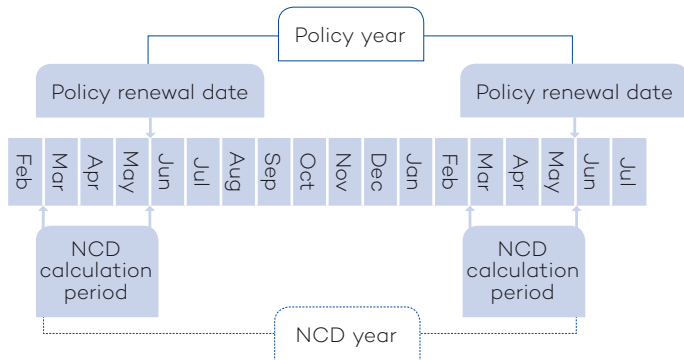 Policy year
Policy renewal date
Policy renewal date
Feb
Mar
Apr
May
Jun
Jul
Aug
Sep
Oct
Nov
Dec
Jan
Feb
Mar
Apr
May
Jun
Jul
NCD
calculation
period
NCD
calculation
period
NCD year